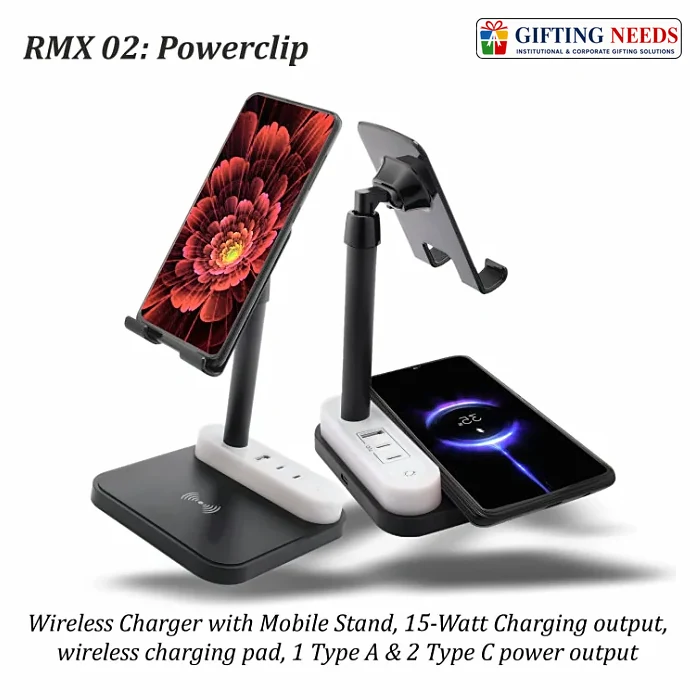 RMX 02: Powerclip
GIFTING NEEDS
INSTITUTIONAL & CORPORATE GIFTING SOLUTIONS
Wireless Charger with Mobile Stand, 15-Watt Charging output,
wireless charging pad, 1 Type A & 2 Type C power output